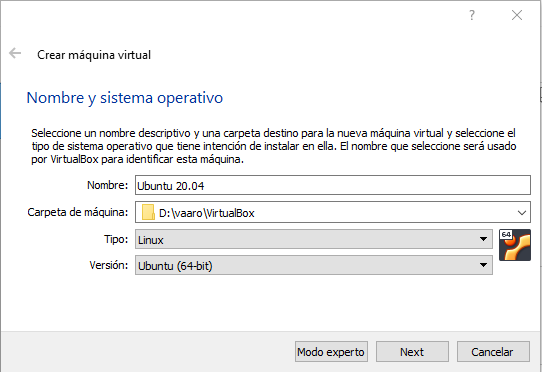 Crear máquina virtual
Nombre y sistema operativo
Seleccione un nombre descriptivo y una carpeta destino para la nueva máquina virtual y seleccione el
tipo de sistema operativo que tiene intención de instalar en ella. El nombre que seleccione será usado
por VirtualBox para identificar esta máquina.
Nombre: Ubuntu 20.04
Carpeta de máquina: D:\vaaro\VirtualBox
Tipo: Linux
64
Versión: Ubuntu (64-bit)
Modo experto Next Cancelar